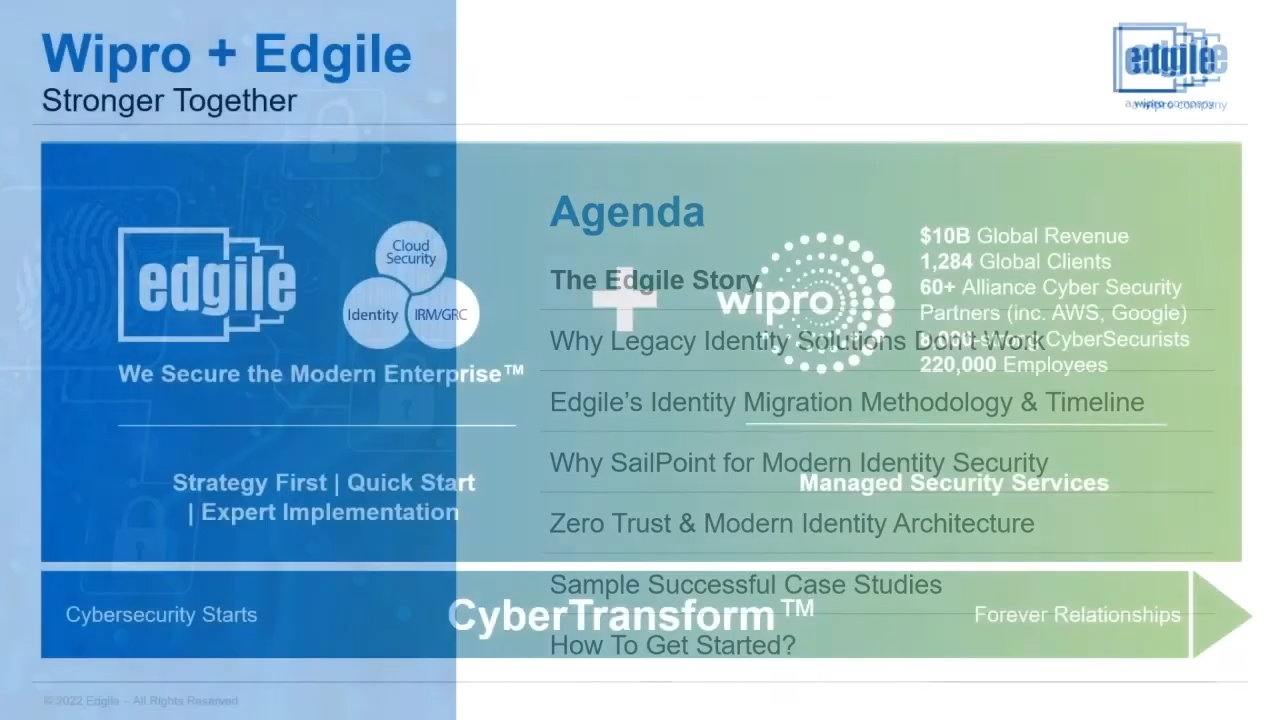 Wipro + Edgile
Stronger Together
edgile
a wipro company
edgile
Cloud
Security
Identity
IRM/GRC
We Secure the Modern Enterprise™
Strategy First | Quick Start
| Expert Implementation
wipro
$10B Global Revenue
1,284 Global Clients
60+ Alliance Cyber Security
Partners (inc. AWS, Google)
CyberSecurists
220,000 Employees
Managed Security Services
Agenda
The Edgile Story
Why Legacy Identity Solutions Don't Work
Edgile's Identity Migration Methodology & Timeline
Why SailPoint for Modern Identity Security
Zero Trust & Modern Identity Architecture
Sample Successful Case Studies
How To Get Started?
Cybersecurity Starts
CyberTransform™
Forever Relationships
© 2022 Edgile – All Rights Reserved